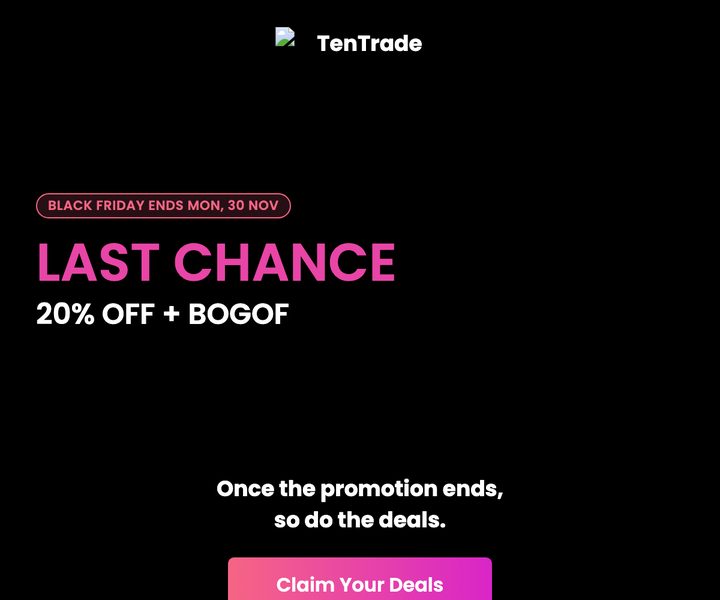 TenTrade
BLACK FRIDAY ENDS MON, 30 NOV
LAST CHANCE
20% OFF + BOGOF
Once the promotion ends,
so do the deals.
Claim Your Deals